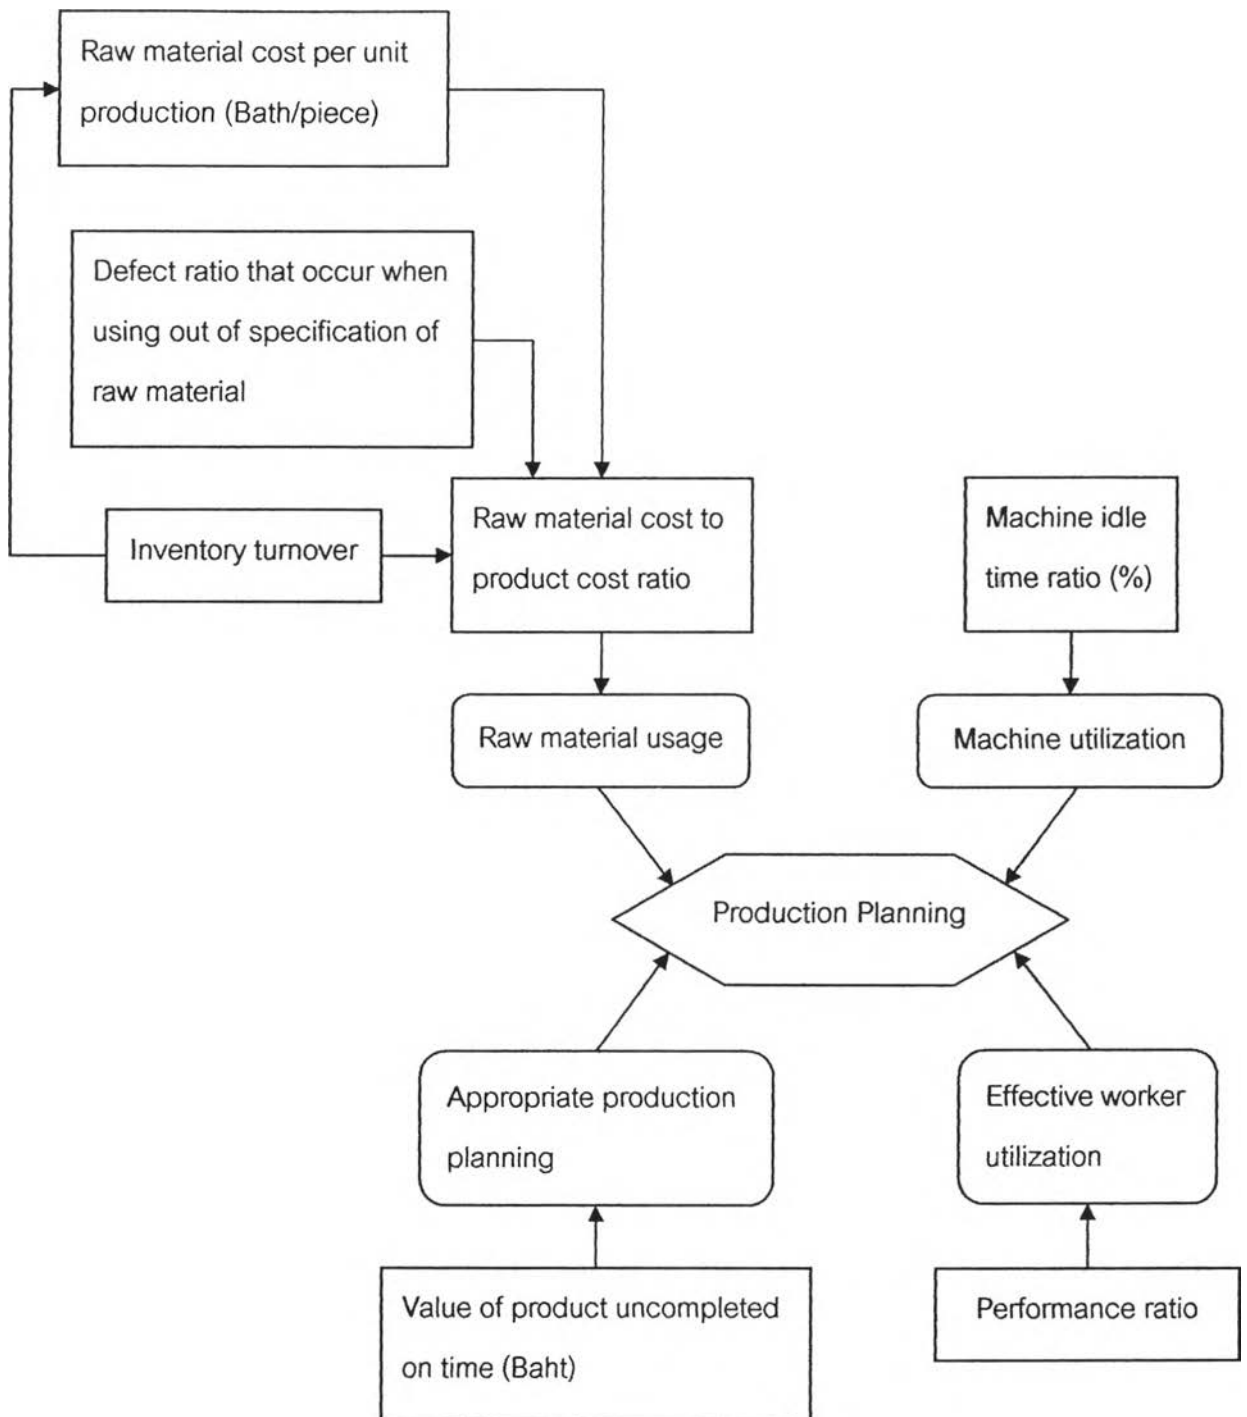 Raw material cost per unit
production (Bath/piece)
Defect ratio that occur when
using out of specification of
raw material
Inventory turnover
Raw material cost to
product cost ratio
Machine idle
time ratio (%)
Raw material usage
Machine utilization
Production Planning
Appropriate production
planning
Effective worker
utilization
Value of product uncompleted
on time (Baht)
Performance ratio